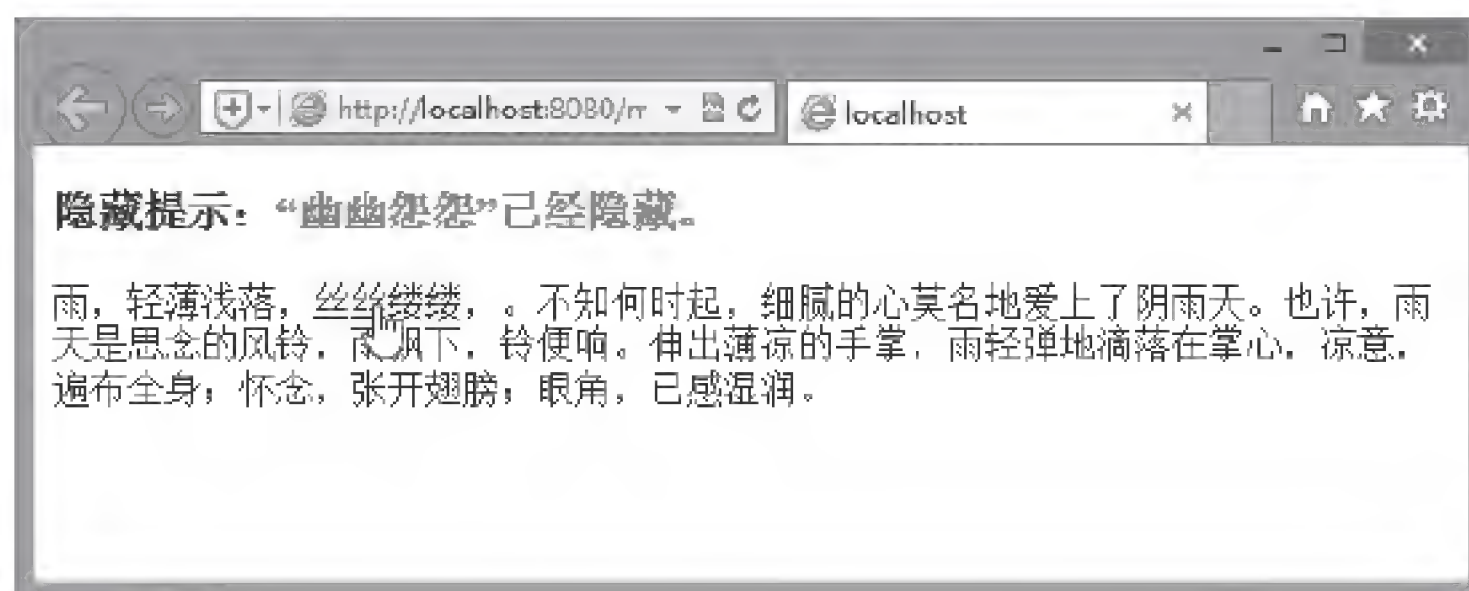 http://localhost:8080/m
localhost
隐藏提示：“幽幽怨怨”已经隐藏。
雨，轻薄浅落，丝丝缕缕，。不知何时起，细腻的心莫名地爱上了阴雨天。也许，雨
天是思念的风铃，雨飘下，铃便响。伸出薄凉的手掌，雨轻弹地滴落在掌心，凉意，
遍布全身；怀念，张开翅膀；眼角，已感湿润。